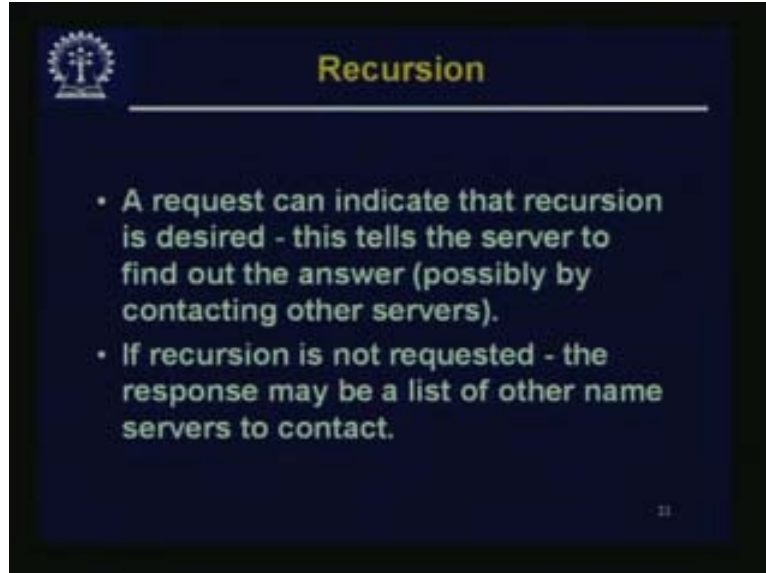 Recursion
• A request can indicate that recursion
is desired - this tells the server to
find out the answer (possibly by
contacting other servers).
• If recursion is not requested - the
response may be a list of other name
servers to contact.